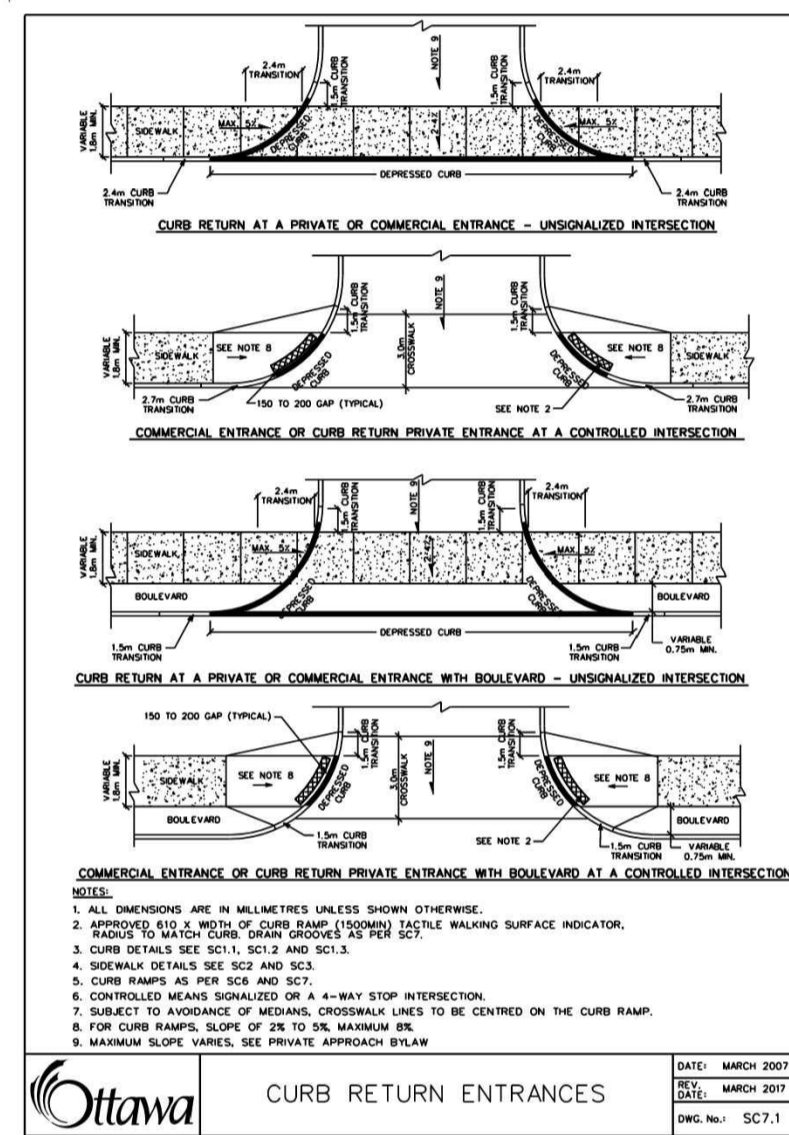 2.4m
TRANSITION
1.5m CURB
TRANSITION
NOTE 9
1.5m CURB
TRANSITION
2.4m
TRANSITION
VARIABLE
1.8m MIN.
SIDEWALK
MAX. 5%
DEPRESSED
CURB
2-4%
DEPRESSED
CURB
MAX. 5%
2.4m CURB
TRANSITION
DEPRESSED CURB
2.4m CURB
TRANSITION
CURB RETURN AT A PRIVATE OR COMMERCIAL ENTRANCE - UNSIGNALIZED INTERSECTION
1.5m CURB
TRANSITION
NOTE 9
1.5m CURB
TRANSITION
VARIABLE
1.8m MIN.
SIDEWALK
SEE NOTE 8
DEPRESSED
CURB
3.0m
CROSSWALK
DEPRESSED
CURB
SEE NOTE 8
SIDEWALK
2.7m CURB
TRANSITION
150 TO 200 GAP (TYPICAL)
SEE NOTE 2
2.7m CURB
TRANSITION
COMMERCIAL ENTRANCE OR CURB RETURN PRIVATE ENTRANCE AT A CONTROLLED INTERSECTION
2.4m
TRANSITION
1.5m CURB
TRANSITION
NOTE 9
1.5m CURB
TRANSITION
2.4m
TRANSITION
VARIABLE
1.8m MIN.
SIDEWALK
MAX. 5%
2-4%
MAX. 5%
BOULEVARD
DEPRESSED
CURB
DEPRESSED
CURB
BOULEVARD
1.5m CURB
TRANSITION
DEPRESSED CURB
1.5m CURB
TRANSITION
VARIABLE
0.75m MIN.
CURB RETURN AT A PRIVATE OR COMMERCIAL ENTRANCE WITH BOULEVARD - UNSIGNALIZED INTERSECTION
150 TO 200 GAP (TYPICAL)
1.5m CURB
TRANSITION
NOTE 9
1.5m CURB
TRANSITION
VARIABLE
1.8m MIN.
SIDEWALK
SEE NOTE 8
DEPRESSED
CURB
3.0m
CROSSWALK
DEPRESSED
CURB
SEE NOTE 8
BOULEVARD
BOULEVARD
1.5m CURB
TRANSITION
SEE NOTE 2
1.5m CURB
TRANSITION
VARIABLE
0.75m MIN.
COMMERCIAL ENTRANCE OR CURB RETURN PRIVATE ENTRANCE WITH BOULEVARD AT A CONTROLLED INTERSECTION
NOTES:
1. ALL DIMENSIONS ARE IN MILLIMETRES UNLESS SHOWN OTHERWISE.
2. APPROVED 610 X WIDTH OF CURB RAMP (1500MIN) TACTILE WALKING SURFACE INDICATOR,
RADIUS TO MATCH CURB. DRAIN GROOVES AS PER SC7.
3. CURB DETAILS SEE SC1.1, SC1.2 AND SC1.3.
4. SIDEWALK DETAILS SEE SC2 AND SC3.
5. CURB RAMPS AS PER SC6 AND SC7.
6. CONTROLLED MEANS SIGNALIZED OR A 4-WAY STOP INTERSECTION.
7. SUBJECT TO AVOIDANCE OF MEDIANS, CROSSWALK LINES TO BE CENTRED ON THE CURB RAMP.
8. FOR CURB RAMPS, SLOPE OF 2% TO 5%, MAXIMUM 8%.
9. MAXIMUM SLOPE VARIES, SEE PRIVATE APPROACH BYLAW
Ottawa
CURB RETURN ENTRANCES
DATE: MARCH 2007
REV. DATE: MARCH 2017
DWG. No.: SC7.1